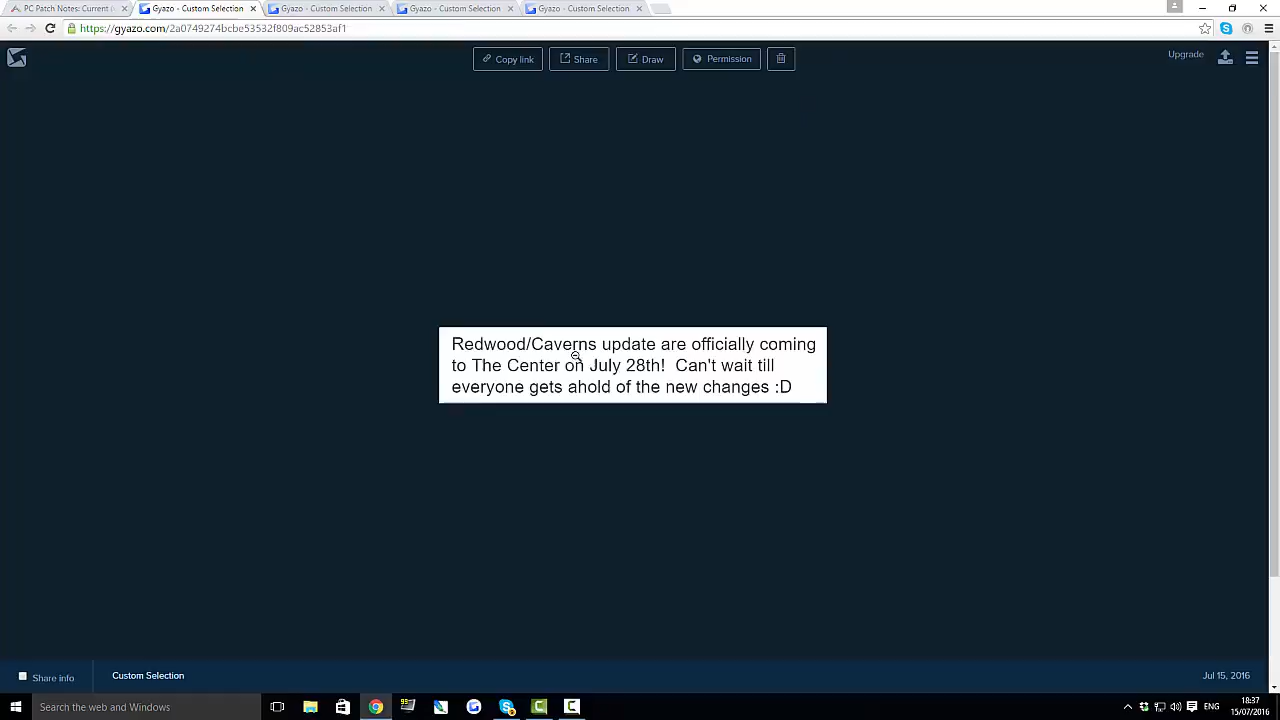 PC Patch Notes: Current
Gyazo - Custom Selection
Gyazo - Custom Selection
Gyazo - Custom Selection
Gyazo - Custom Selection
https://gyazo.com/2a0749274bcbe53532f809ac52853af1
Copy link
Share
Draw
Permission
Upgrade
Redwood/Caverns update are officially coming
to The Center on July 28th! Can't wait till
everyone gets ahold of the new changes :D
Share info
Custom Selection
Jul 15, 2016
Search the web and Windows
ENG
18:37
15/07/2016